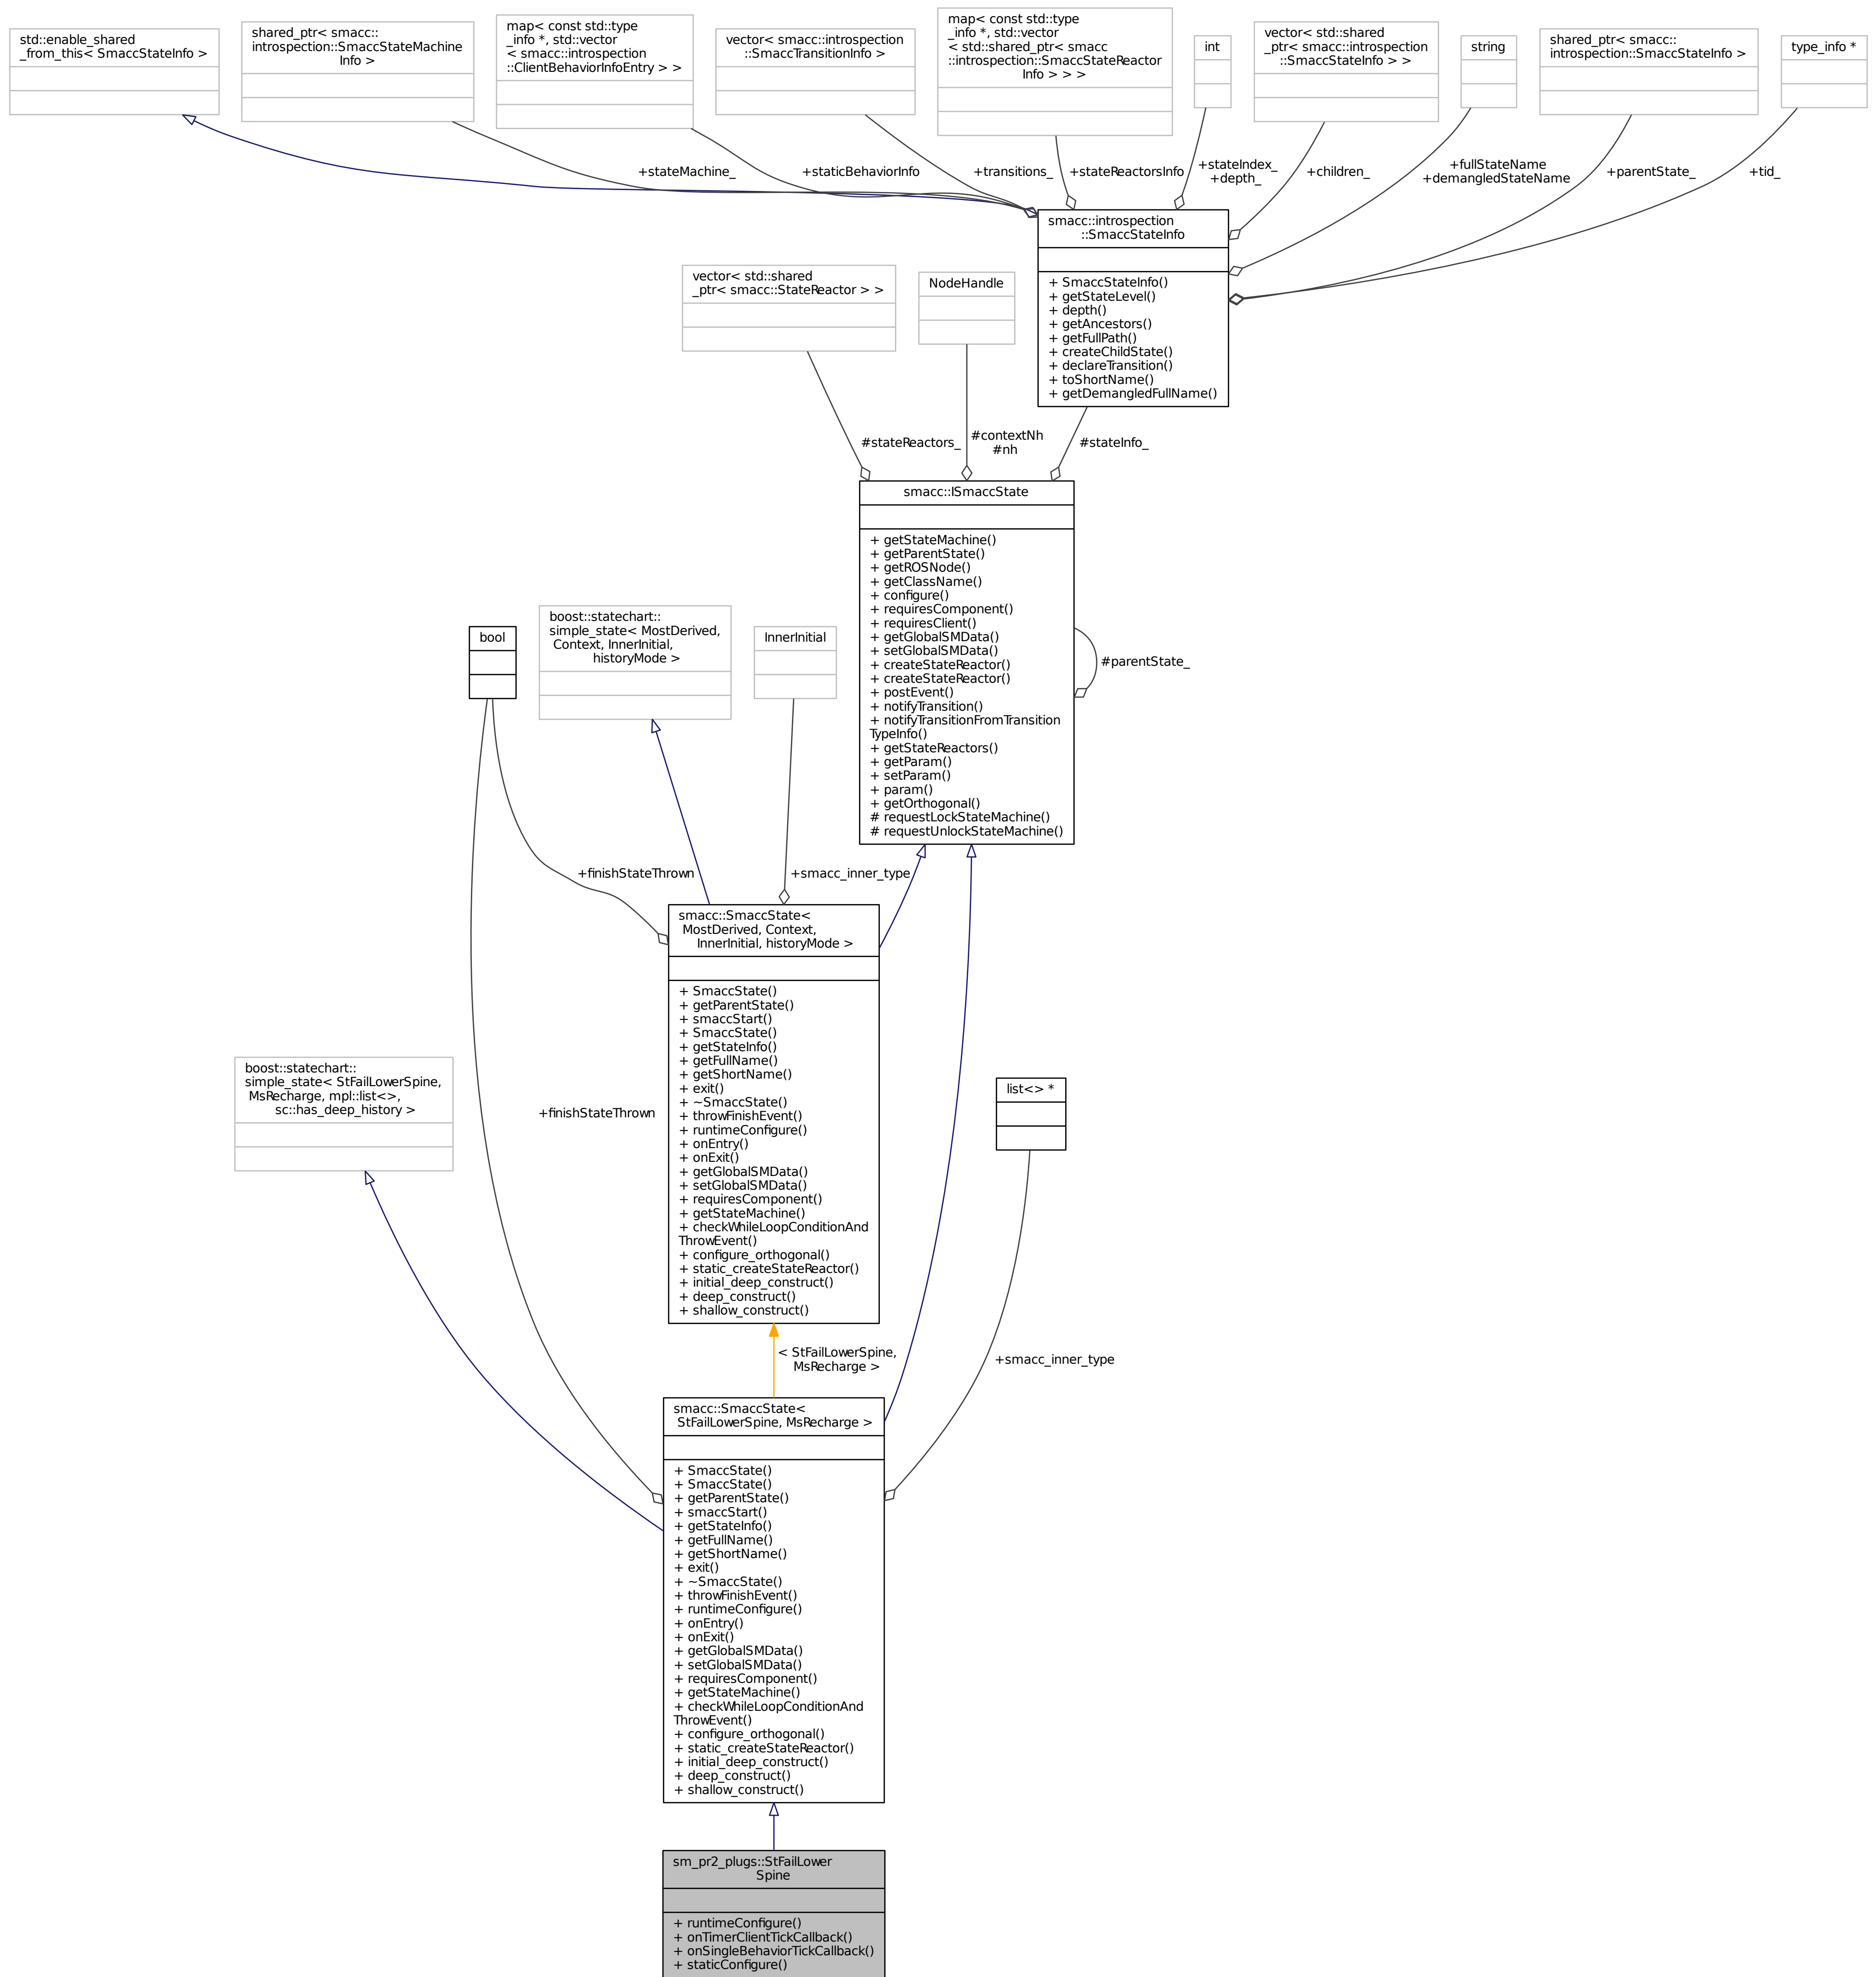 std::enable_shared
_from_this< SmaccStateInfo >
shared_ptr< smacc::
introspection::SmaccStateMachine
Info >
map< const std::type
_info *, std::vector
< smacc::introspection
::ClientBehaviorInfoEntry > >
vector< smacc::introspection
::SmaccTransitionInfo >
map< const std::type
_info *, std::vector
< std::shared_ptr< smacc
::introspection::SmaccStateReactor
Info > > >
int
vector< std::shared
_ptr< smacc::introspection
::SmaccStateInfo > >
string
shared_ptr< smacc::
introspection::SmaccStateInfo >
type_info *
+stateMachine_
+staticBehaviorInfo
+transitions_
+stateReactorsInfo
+stateIndex_
+depth_
+children_
+fullStateName
+demangledStateName
+parentState_
+tid_
smacc::introspection
::SmaccStateInfo
+ SmaccStateInfo()
+ getStateLevel()
+ depth()
+ getAncestors()
+ getFullPath()
+ createChildState()
+ declareTransition()
+ toShortName()
+ getDemangledFullName()
vector< std::shared
_ptr< smacc::StateReactor > >
NodeHandle
#stateReactors_
#contextNh
#nh
#stateInfo_
smacc::ISmaccState
+ getStateMachine()
+ getParentState()
+ getROSNode()
+ getClassName()
+ configure()
+ requiresComponent()
+ requiresClient()
+ getGlobalSMData()
+ setGlobalSMData()
+ createStateReactor()
+ createStateReactor()
+ postEvent()
+ notifyTransition()
+ notifyTransitionFromTransition
TypeInfo()
+ getStateReactors()
+ getParam()
+ setParam()
+ param()
+ getOrthogonal()
# requestLockStateMachine()
# requestUnlockStateMachine()
#parentState_
bool
boost::statechart::
simple_state< MostDerived,
Context, InnerInitial,
historyMode >
InnerInitial
+finishStateThrown
+smacc_inner_type
smacc::SmaccState<
MostDerived, Context,
InnerInitial, historyMode >
+ SmaccState()
+ getParentState()
+ smaccStart()
+ SmaccState()
+ getStateInfo()
+ getFullName()
+ getShortName()
+ exit()
+ ~SmaccState()
+ throwFinishEvent()
+ runtimeConfigure()
+ onEntry()
+ onExit()
+ getGlobalSMData()
+ setGlobalSMData()
+ requiresComponent()
+ getStateMachine()
+ checkWhileLoopConditionAnd
ThrowEvent()
+ configure_orthogonal()
+ static_createStateReactor()
+ initial_deep_construct()
+ deep_construct()
+ shallow_construct()
boost::statechart::
simple_state< StFailLowerSpine,
MsRecharge, mpl::list<>,
sc::has_deep_history >
+finishStateThrown
list<> *
< StFailLowerSpine,
MsRecharge >
+smacc_inner_type
smacc::SmaccState<
StFailLowerSpine, MsRecharge >
+ SmaccState()
+ SmaccState()
+ getParentState()
+ smaccStart()
+ getStateInfo()
+ getFullName()
+ getShortName()
+ exit()
+ ~SmaccState()
+ throwFinishEvent()
+ runtimeConfigure()
+ onEntry()
+ onExit()
+ getGlobalSMData()
+ setGlobalSMData()
+ requiresComponent()
+ getStateMachine()
+ checkWhileLoopConditionAnd
ThrowEvent()
+ configure_orthogonal()
+ static_createStateReactor()
+ initial_deep_construct()
+ deep_construct()
+ shallow_construct()
sm_pr2_plugs::StFailLower
Spine
+ runtimeConfigure()
+ onTimerClientTickCallback()
+ onSingleBehaviorTickCallback()
+ staticConfigure()